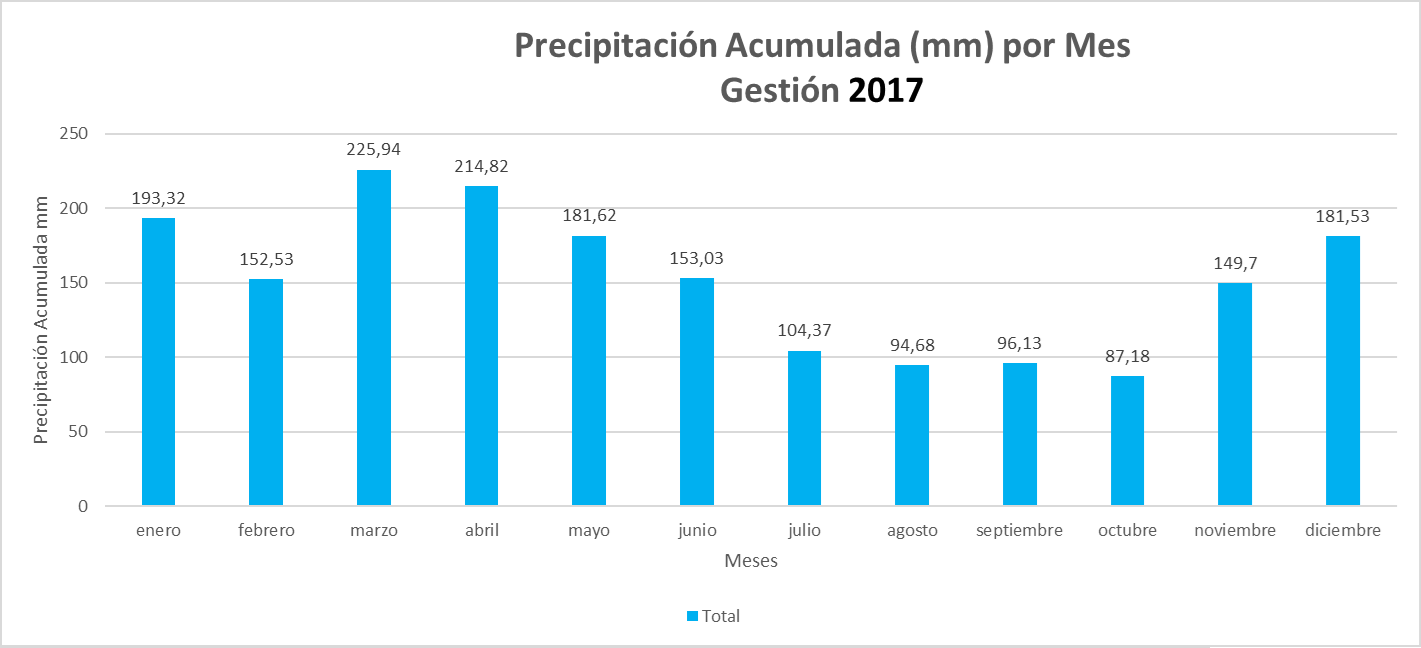 Precipitación Acumulada (mm) por Mes
Gestión 2017
Precipitación Acumulada mm
250
200
150
100
50
0
193,32
152,53
225,94
214,82
181,62
153,03
104,37
94,68
96,13
87,18
149,7
181,53
enero
febrero
marzo
abril
mayo
junio
julio
agosto
septiembre
octubre
noviembre
diciembre
Meses
Total